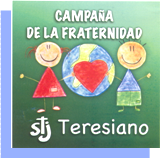 CAMPAÑA
DE LA FRATERNIDAD
stj Teresiano